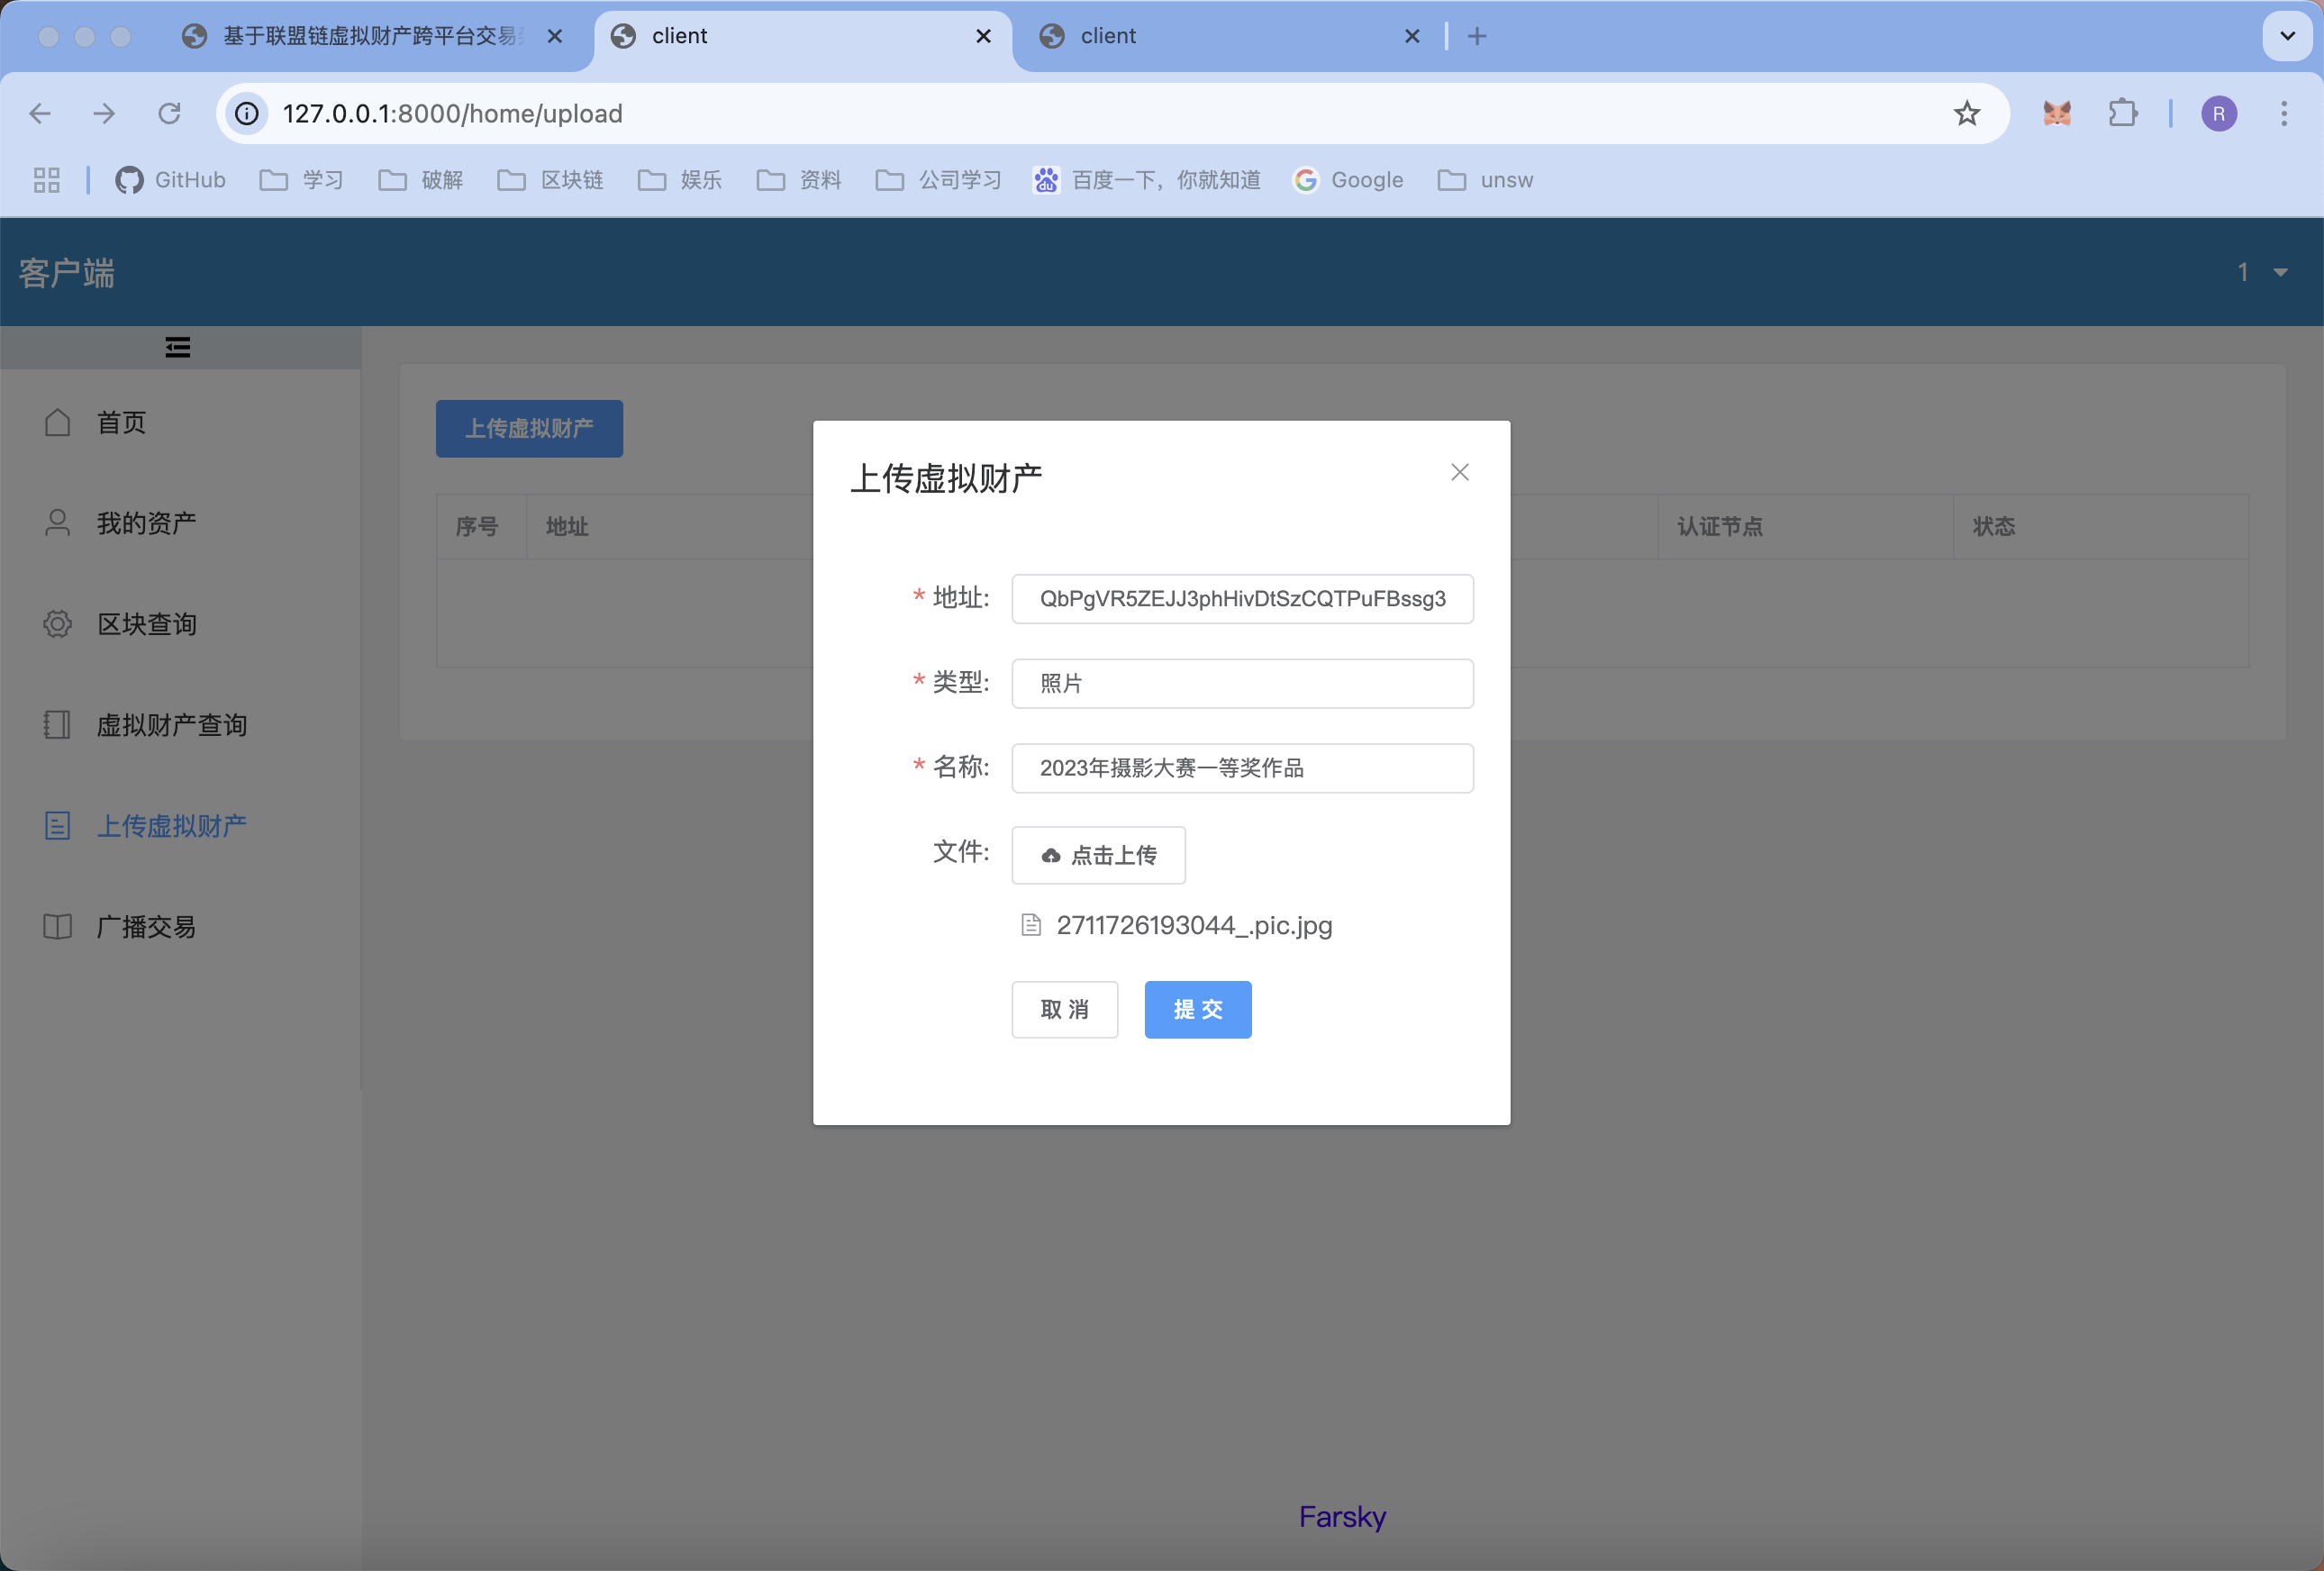 基于联盟链虚拟财产跨平台交易
client
client
127.0.0.1:8000/home/upload
R
GitHub
学习
破解
区块链
娱乐
资料
公司学习
百度一下，你就知道
Google
unsw
客户端
1
首页
我的资产
区块查询
虚拟财产查询
上传虚拟财产
广播交易
上传虚拟财产
序号 地址 认证节点 状态
上传虚拟财产
* 地址: QbPgVR5ZEJJ3phHivDtSzCQTPuFBssg3
* 类型: 照片
* 名称: 2023年摄影大赛一等奖作品
文件: 点击上传
2711726193044_.pic.jpg
取 消 提 交
Farsky